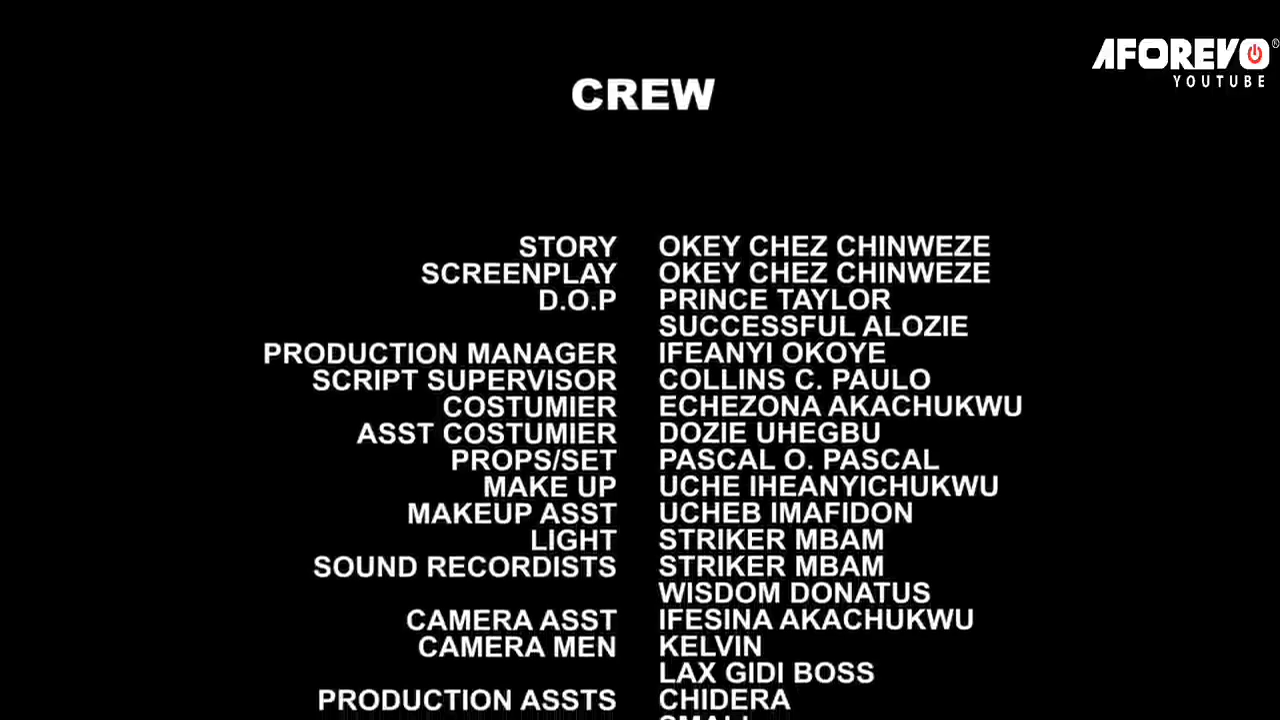 AFOREVO®
YOUTUBE
CREW
STORY OKEY CHEZ CHINWEZE
SCREENPLAY OKEY CHEZ CHINWEZE
D.O.P PRINCE TAYLOR
SUCCESSFUL ALOZIE
PRODUCTION MANAGER IFEANYI OKOYE
SCRIPT SUPERVISOR COLLINS C. PAULO
COSTUMIER ECHEZONA AKACHUKWU
ASST COSTUMIER DOZIE UHEGBU
PROPS/SET PASCAL O. PASCAL
MAKE UP UCHE IHEANYICHUKWU
MAKEUP ASST UCHEB IMAFIDON
LIGHT STRIKER MBAM
SOUND RECORDISTS STRIKER MBAM
WISDOM DONATUS
CAMERA ASST IFESINA AKACHUKWU
CAMERA MEN KELVIN
LAX GIDI BOSS
PRODUCTION ASSTS CHIDERA